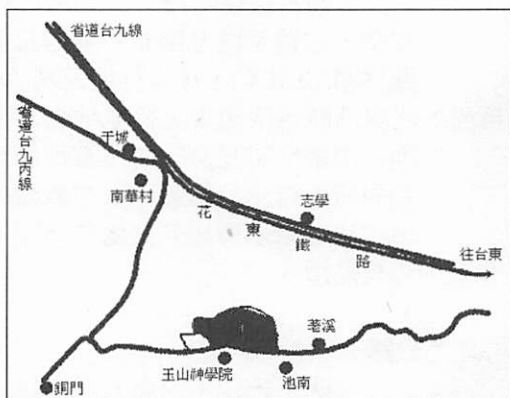 省道台九線
省道台九丙線
干城
南華村
志學
花東鐵路
往台東
荖溪
玉山神學院
池南
銅門